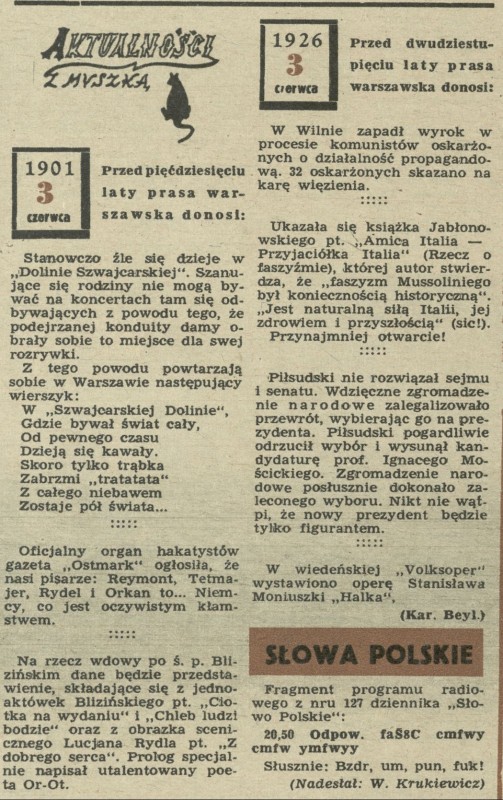 AKTUALNOŚCI
Z MYSZKĄ
1901
3
czerwca
Przed pięćdziesięciu
laty prasa war-
szawska donosi:
Stanowczo źle się dzieje w
„Dolinie Szwajcarskiej". Szanu-
jące się rodziny nie mogą by-
wać na koncertach tam się od-
bywających z powodu tego, że
podejrzanej konduity damy o-
brały sobie to miejsce dla swej
rozrywki.
Z tego powodu powtarzają
sobie w Warszawie następujący
wierszyk:
W „Szwajcarskiej Dolinie",
Gdzie bywał świat cały,
Od pewnego czasu
Dzieją się kawały.
Skoro tylko trąbka
Zabrzmi „tratatata"
Z całego niebawem
Zostaje pół świata...
:::::
Oficjalny organ hakatystów
gazeta „Ostmark" ogłosiła, że
nasi pisarze: Reymont, Tetma-
jer, Rydel i Orkan to... Niem-
cy, co jest oczywistym kłam-
stwem.
:::::
Na rzecz wdowy po ś. p. Bli-
zińskim dane będzie przedsta-
wienie, składające się z jedno-
aktówek Blizińskiego pt. „Cio-
tka na wydaniu" i „Chleb ludzi
bodzie" oraz z obrazka sceni-
cznego Lucjana Rydla pt. „Z
dobrego serca". Prolog specjal-
nie napisał utalentowany poe-
ta Or-Ot.
1926
3
czerwca
Przed dwudziestu-
pięciu laty prasa
warszawska donosi:
W Wilnie zapadł wyrok w
procesie komunistów oskarżo-
nych o działalność propagando-
wą. 32 oskarżonych skazano na
karę więzienia.
:::::
Ukazała się książka Jabłono-
wskiego pt. „Amica Italia —
Przyjaciółka Italia" (Rzecz o
faszyźmie), której autor stwier-
dza, że „faszyzm Mussoliniego
był koniecznością historyczną".
„Jest naturalną siłą Italii, jej
zdrowiem i przyszłością" (sic!).
Przynajmniej otwarcie!
:::::
Piłsudski nie rozwiązał sejmu
i senatu. Wdzięczne zgromadze-
nie narodowe zalegalizowało
przewrót, wybierając go na pre-
zydenta. Piłsudski pogardliwie
odrzucił wybór i wysunął kan-
dydaturę prof. Ignacego Mo-
ścickiego. Zgromadzenie naro-
dowe posłusznie dokonało za-
leconego wyboru. Nikt nie wąt-
pi, że nowy prezydent będzie
tylko figurantem.
:::::
W wiedeńskiej „Volksoper"
wystawiono operę Stanisława
Moniuszki „Halka",
(Kar. Beyl.)
SŁOWA POLSKIE
Fragment programu radio-
wego z nru 127 dziennika „Sło-
wo Polskie":
20,50 Odpow. faS8C cmfwy
cmfw ymfwyy
Słusznie: Bzdr, um, pun, fuk!
(Nadesłał: W. Krukiewicz)